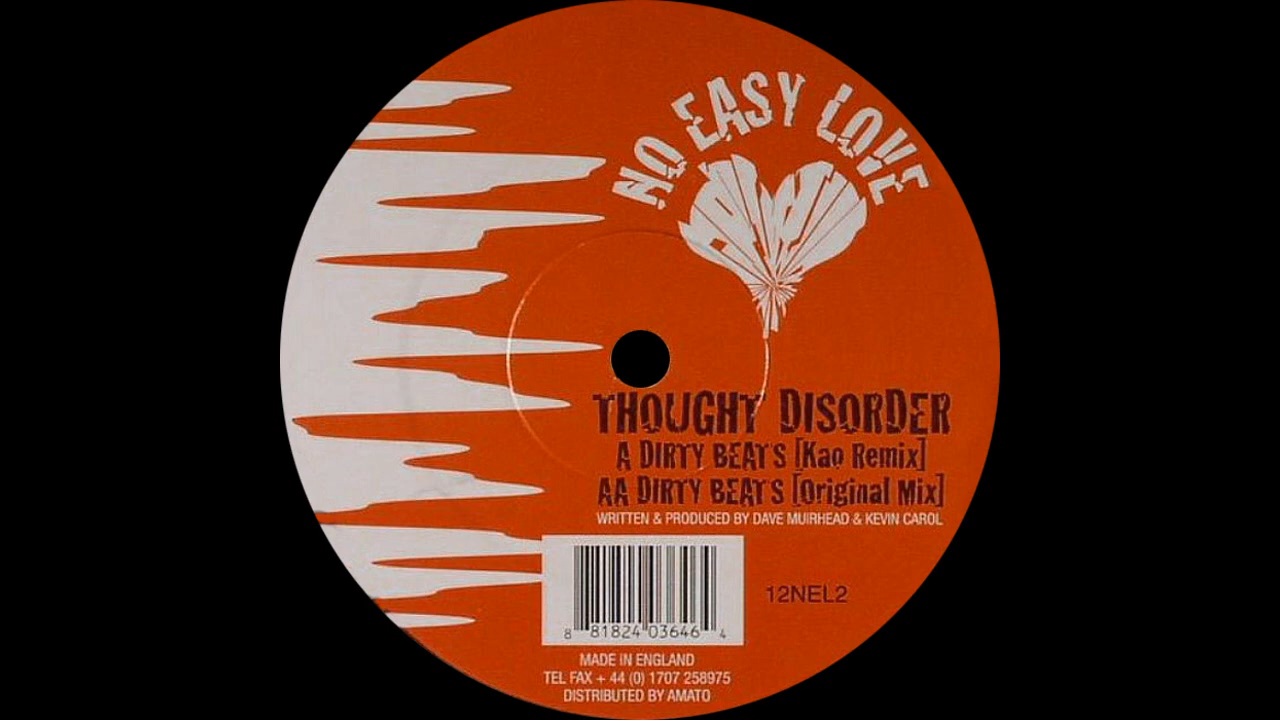 NO EASY LOVE
THOUGHT DISORDER
A DIRTY BEATS [Kao Remix]
AA DIRTY BEATS [Original Mix]
WRITTEN & PRODUCED BY DAVE MUIRHEAD & KEVIN CAROL
12NEL2
8 81824 03646 4
MADE IN ENGLAND
TEL FAX + 44 (0) 1707 258975
DISTRIBUTED BY AMATO